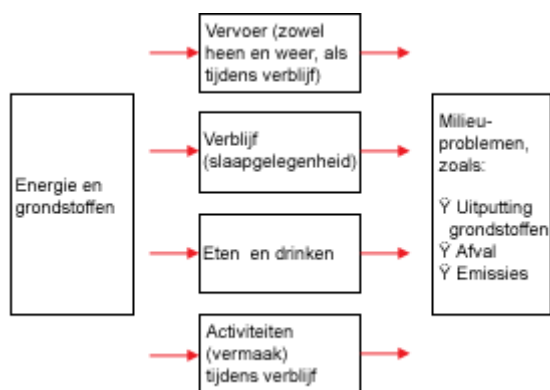 Energie en
grondstoffen
Vervoer (zowel
heen en weer, als
tijdens verblijf)
Verblijf
(slaapgelegenheid)
Eten en drinken
Activiteiten
(vermaak)
tijdens verblijf
Milieu-
problemen,
zoals:
Ÿ Uitputting
grondstoffen
Ÿ Afval
Ÿ Emissies